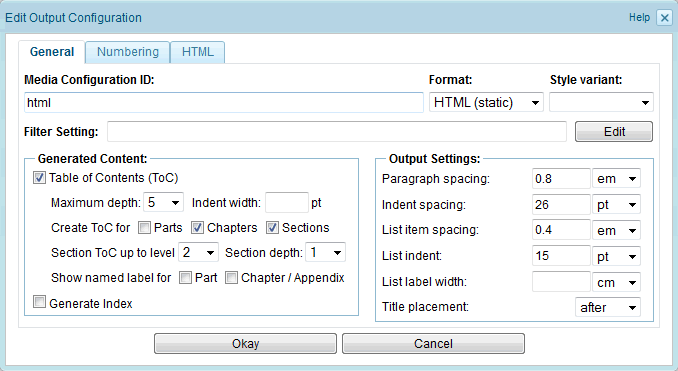 Edit Output Configuration Help
General Numbering HTML
Media Configuration ID: Format: Style variant:
html HTML (static)
Filter Setting: Edit
Generated Content:
Table of Contents (ToC)
Maximum depth: 5 Indent width: pt
Create ToC for Parts Chapters Sections
Section ToC up to level 2 Section depth: 1
Show named label for Part Chapter / Appendix
Generate Index
Output Settings:
Paragraph spacing: 0.8 em
Indent spacing: 26 pt
List item spacing: 0.4 em
List indent: 15 pt
List label width: cm
Title placement: after
Okay Cancel